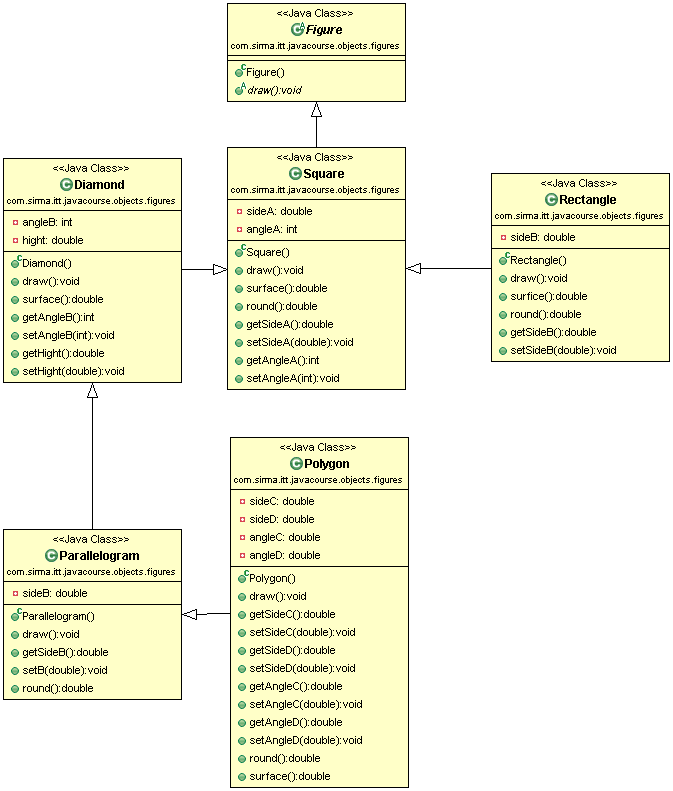 <<Java Class>>
Figure
com.sirma.itt.javacourse.objects.figures
Figure()
draw():void
<<Java Class>>
Diamond
com.sirma.itt.javacourse.objects.figures
angleB: int
hight: double
Diamond()
draw():void
surface():double
getAngleB():int
setAngleB(int):void
getHight():double
setHight(double):void
<<Java Class>>
Square
com.sirma.itt.javacourse.objects.figures
sideA: double
angleA: int
Square()
draw():void
surface():double
round():double
getSideA():double
setSideA(double):void
getAngleA():int
setAngleA(int):void
<<Java Class>>
Rectangle
com.sirma.itt.javacourse.objects.figures
sideB: double
Rectangle()
draw():void
surfice():double
round():double
getSideB():double
setSideB(double):void
<<Java Class>>
Parallelogram
com.sirma.itt.javacourse.objects.figures
sideB: double
Parallelogram()
draw():void
getSideB():double
setB(double):void
round():double
<<Java Class>>
Polygon
com.sirma.itt.javacourse.objects.figures
sideC: double
sideD: double
angleC: double
angleD: double
Polygon()
draw():void
getSideC():double
setSideC(double):void
getSideD():double
setSideD(double):void
getAngleC():double
setAngleC(double):void
getAngleD():double
setAngleD(double):void
round():double
surface():double